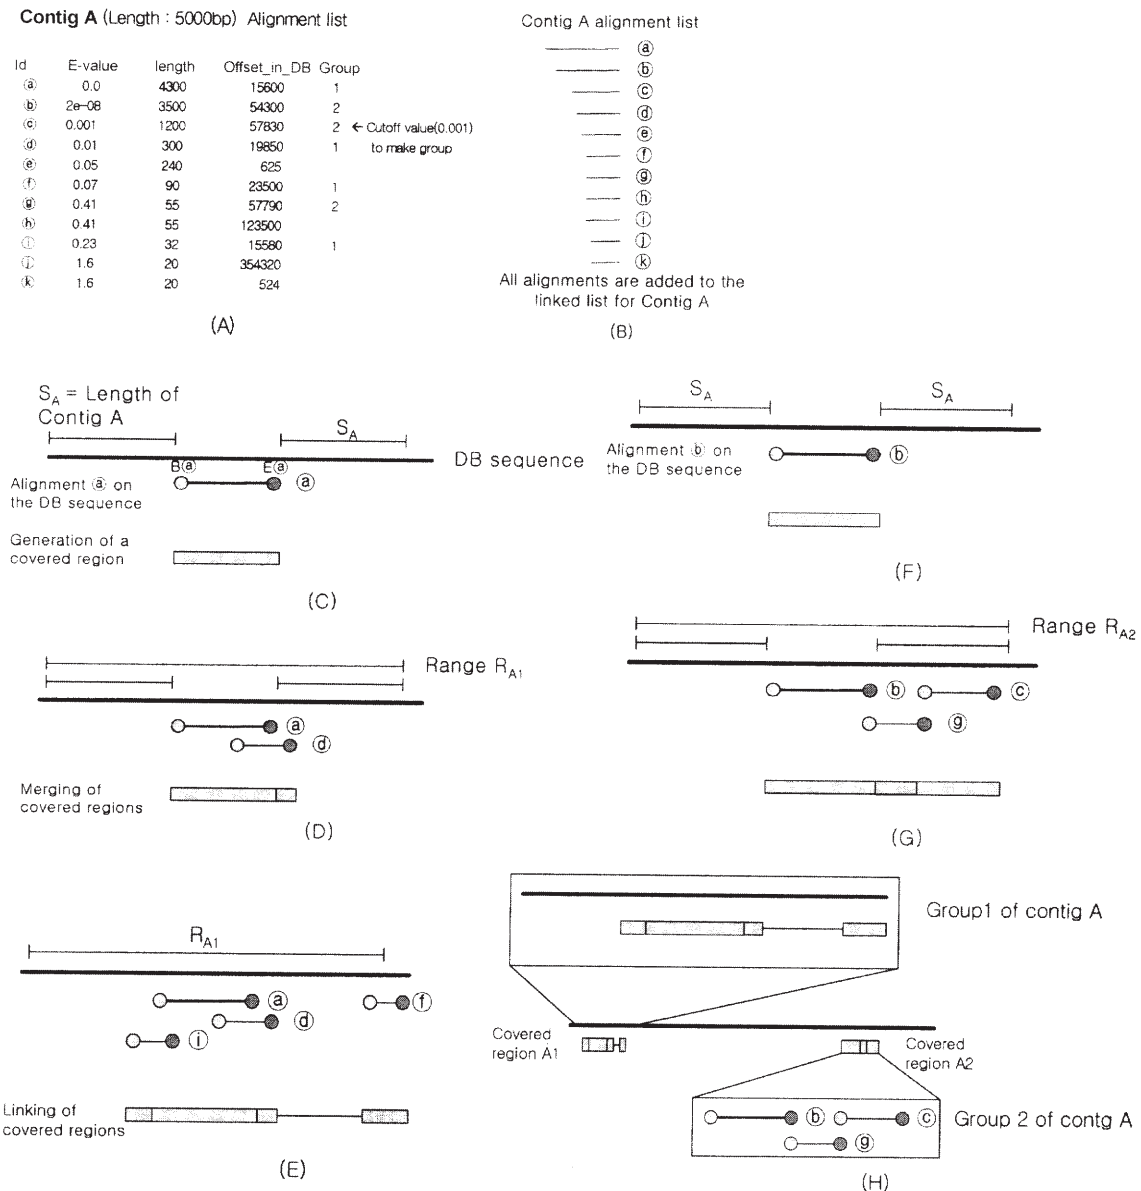 Contig A (Length : 5000bp) Alignment list
Id E-value length Offset_in_DB Group
ⓐ 0.0 4300 15600 1
ⓑ 2e-08 3500 54300 2
ⓒ 0.001 1200 57830 2 ← Cutoff value(0.001)
ⓓ 0.01 300 19850 1 to make group
ⓔ 0.05 240 625
ⓕ 0.07 90 23500 1
ⓖ 0.41 55 57790 2
ⓗ 0.41 55 123500
ⓘ 0.23 32 15580 1
ⓙ 1.6 20 354320
ⓚ 1.6 20 524
(A)
Contig A alignment list
ⓐ
ⓑ
ⓒ
ⓓ
ⓔ
ⓕ
ⓖ
ⓗ
ⓘ
ⓙ
ⓚ
All alignments are added to the
linked list for Contig A
(B)
SA = Length of
Contig A
SA
DB sequence
Bⓐ Eⓐ
Alignment ⓐ on
the DB sequence
ⓐ
Generation of a
covered region
(C)
SA SA
Alignment ⓑ on
the DB sequence
ⓑ
(F)
Range RA1
ⓐ
ⓓ
Merging of
covered regions
(D)
Range RA2
ⓑ ⓒ
ⓖ
(G)
RA1
ⓐ ⓕ
ⓓ
ⓘ
Linking of
covered regions
(E)
Group1 of contig A
Covered
region A1
Covered
region A2
ⓑ ⓒ
ⓖ
Group 2 of contg A
(H)